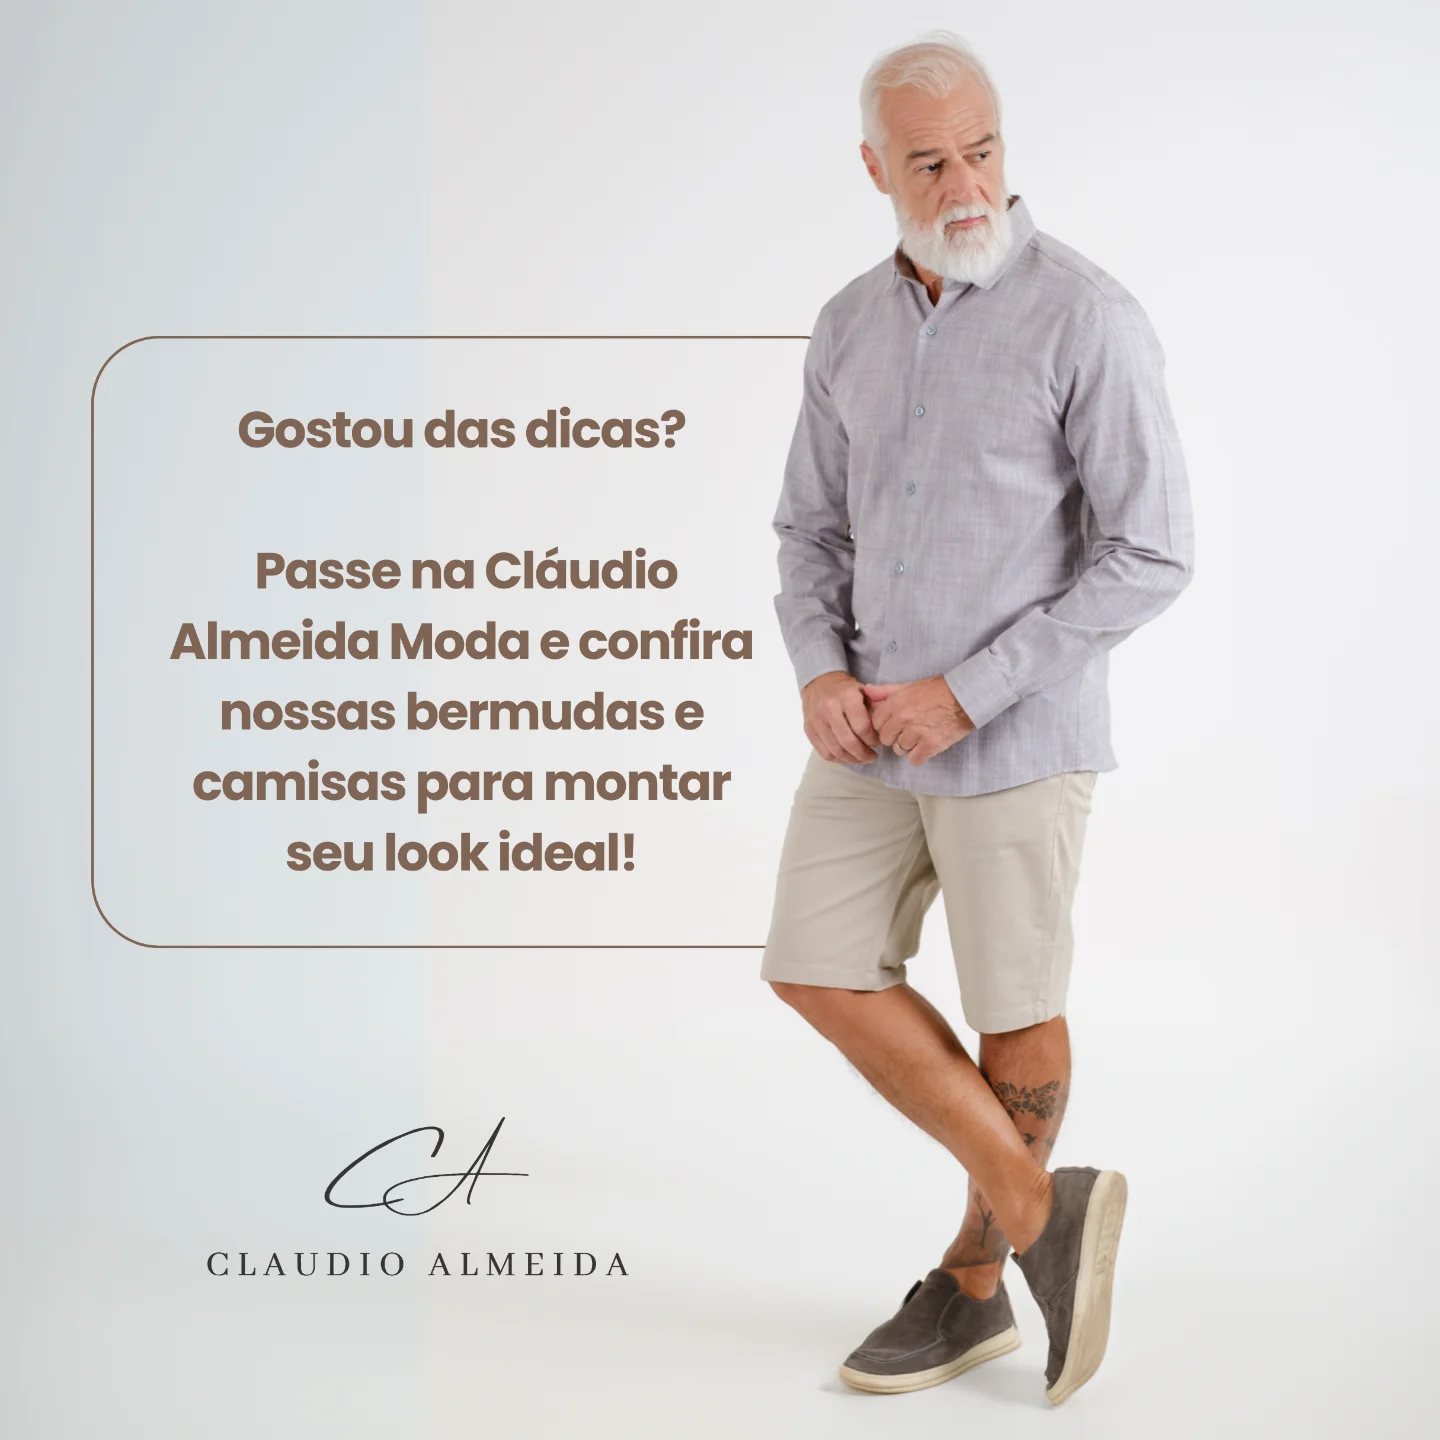 Gostou das dicas?
Passe na Cláudio
Almeida Moda e confira
nossas bermudas e
camisas para montar
seu look ideal!
CA
CLAUDIO ALMEIDA